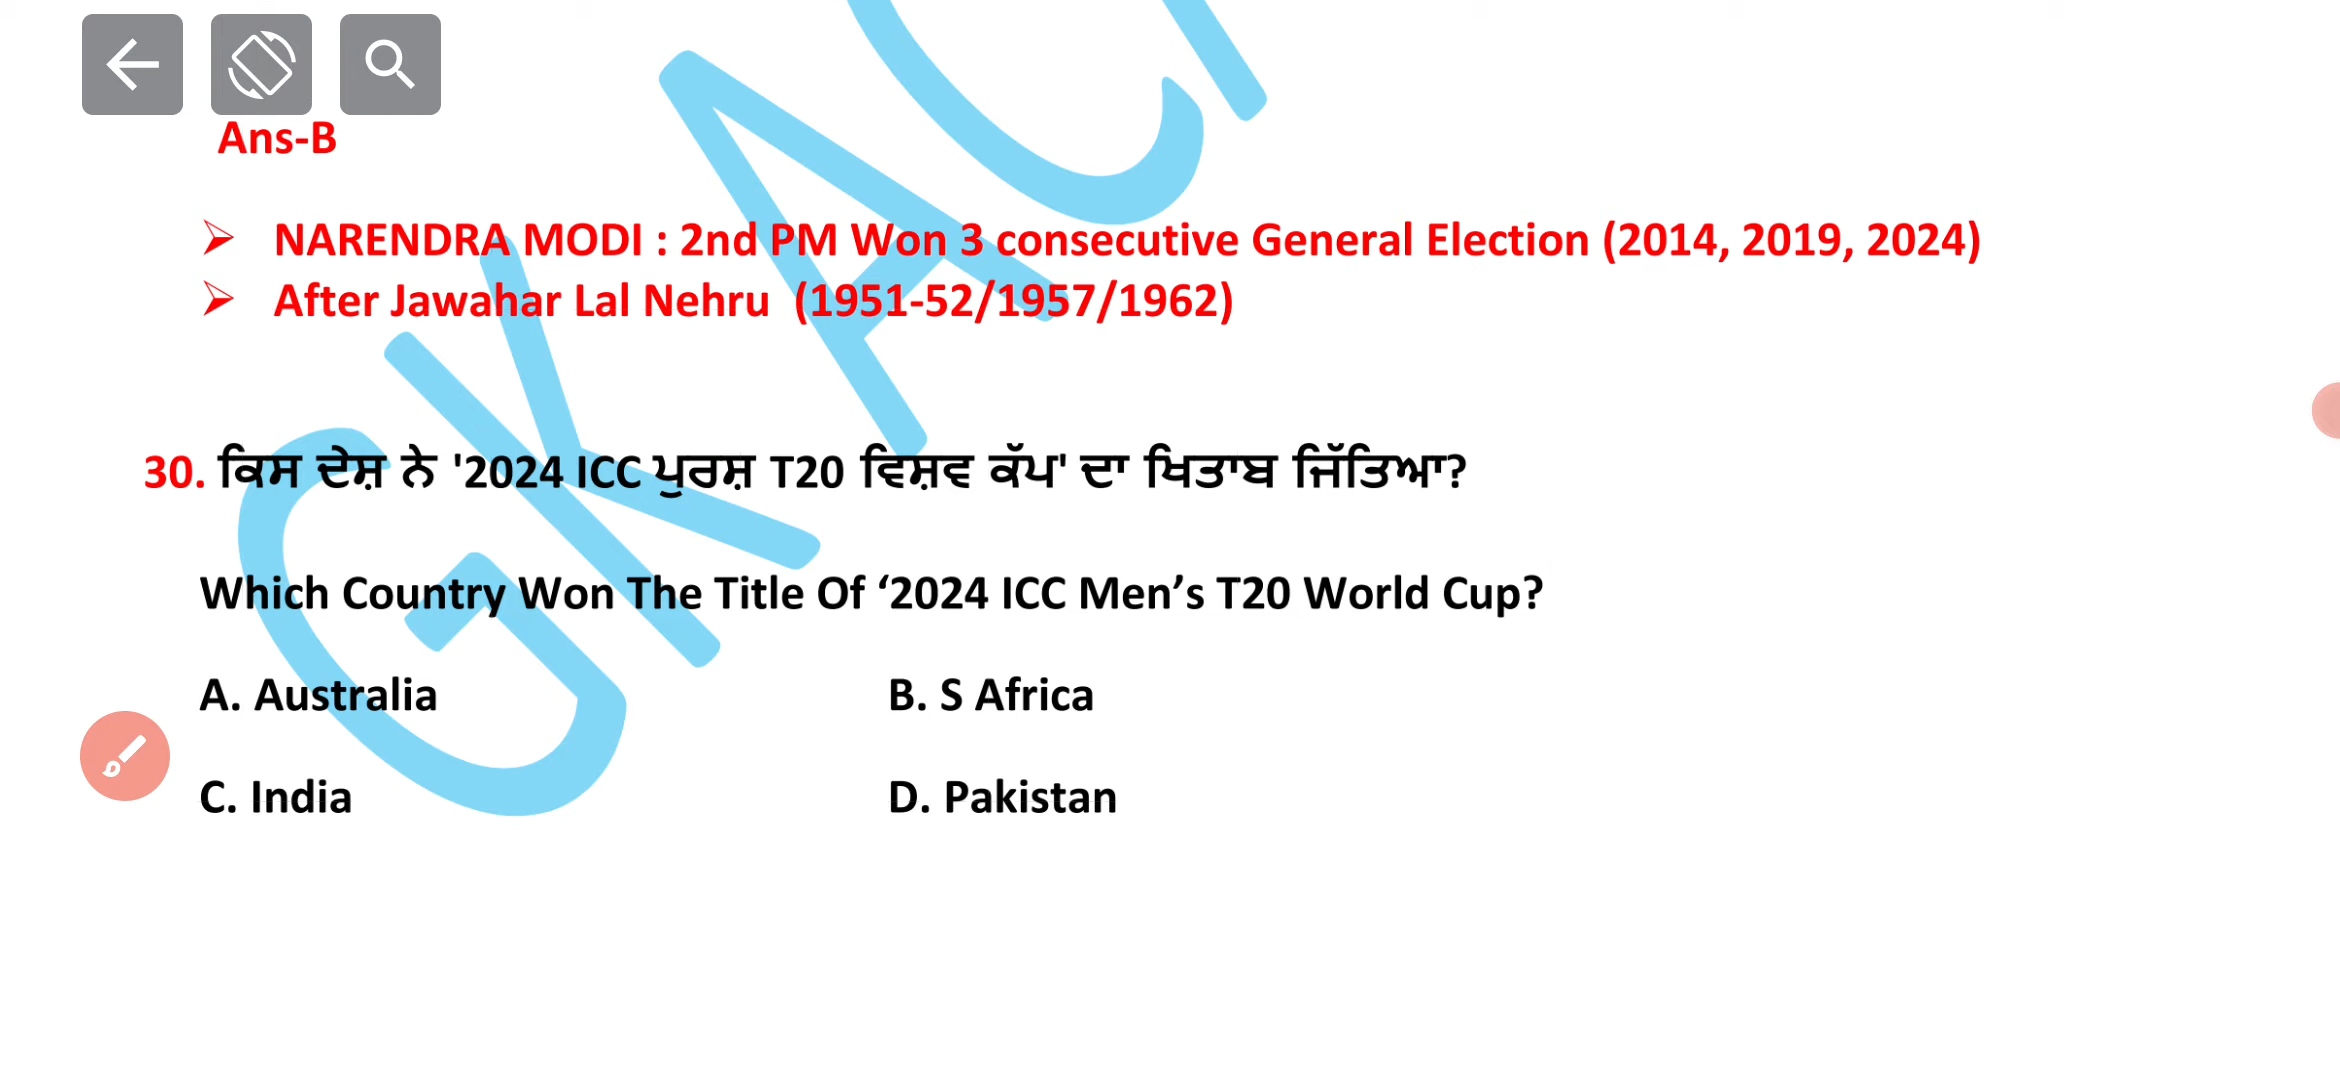 Ans-B
➢ NARENDRA MODI : 2nd PM Won 3 consecutive General Election (2014, 2019, 2024)
➢ After Jawahar Lal Nehru (1951-52/1957/1962)
30. ਕਿਸ ਦੇਸ਼ ਨੇ '2024 ICC ਪੁਰਸ਼ T20 ਵਿਸ਼ਵ ਕੱਪ' ਦਾ ਖਿਤਾਬ ਜਿੱਤਿਆ?
Which Country Won The Title Of ‘2024 ICC Men’s T20 World Cup?
A. Australia B. S Africa
C. India D. Pakistan
GK AC